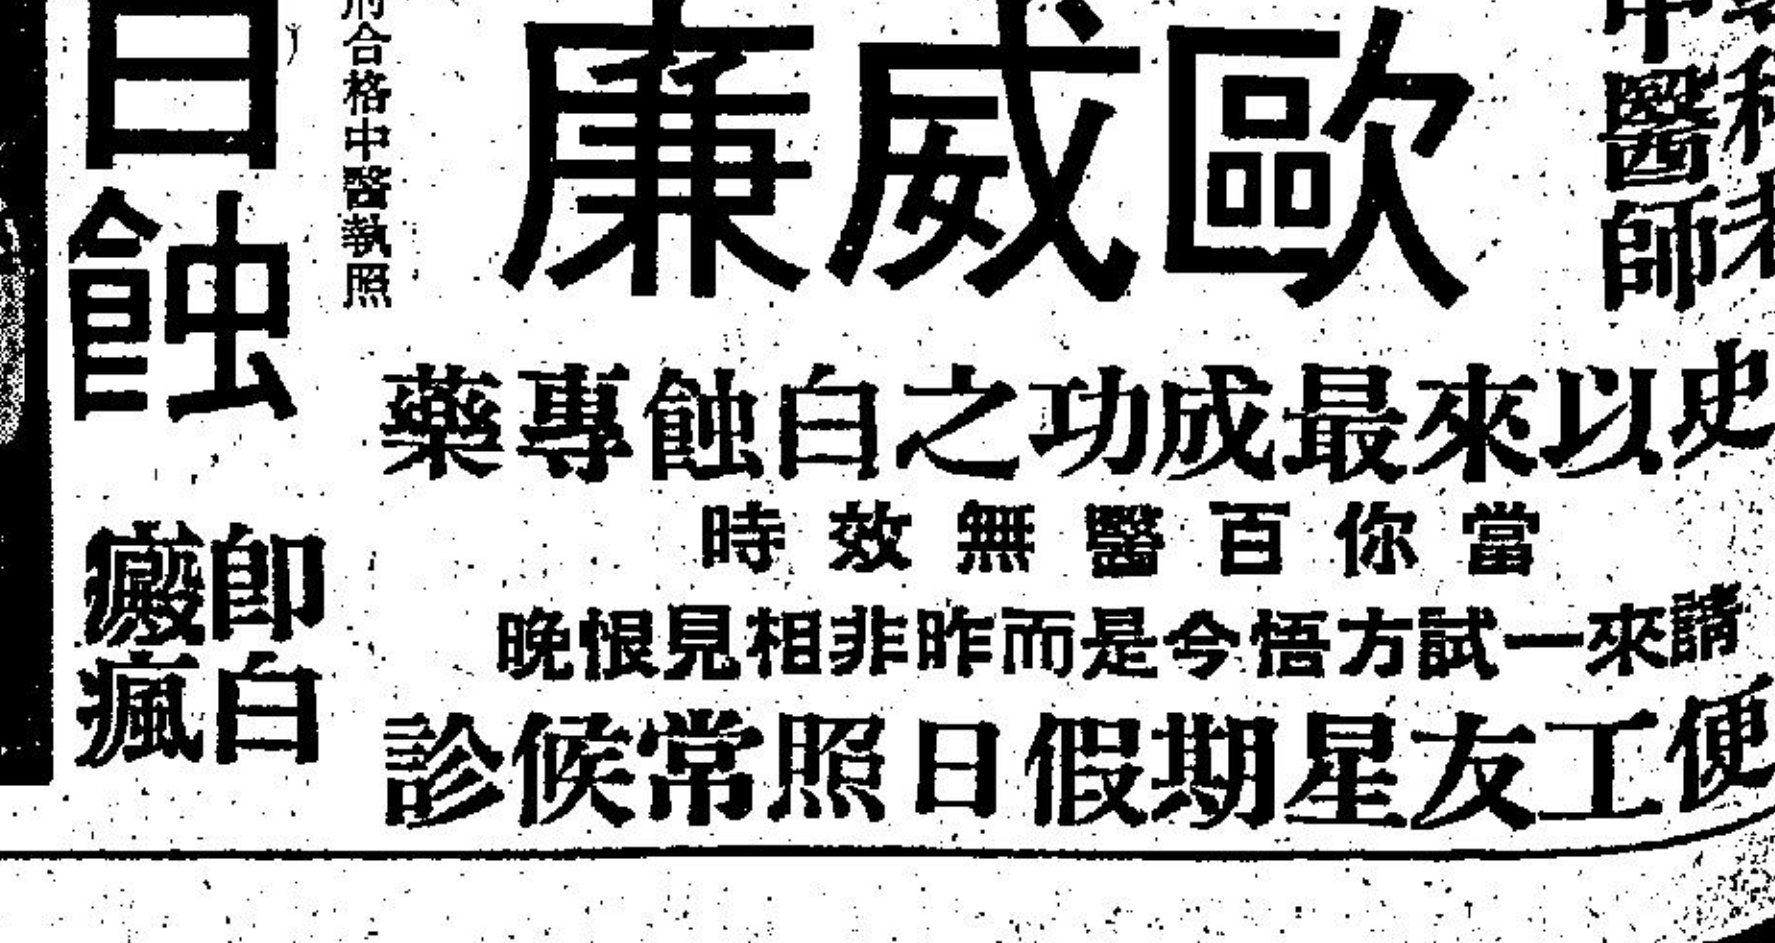 中醫師
歐威廉
史以來最成功之白蝕專藥
當你百醫無效時
請來一試方悟今是而昨非相見恨晚
便工友星期假日照常候診
合格中醫執照
白蝕
即白
癜瘋